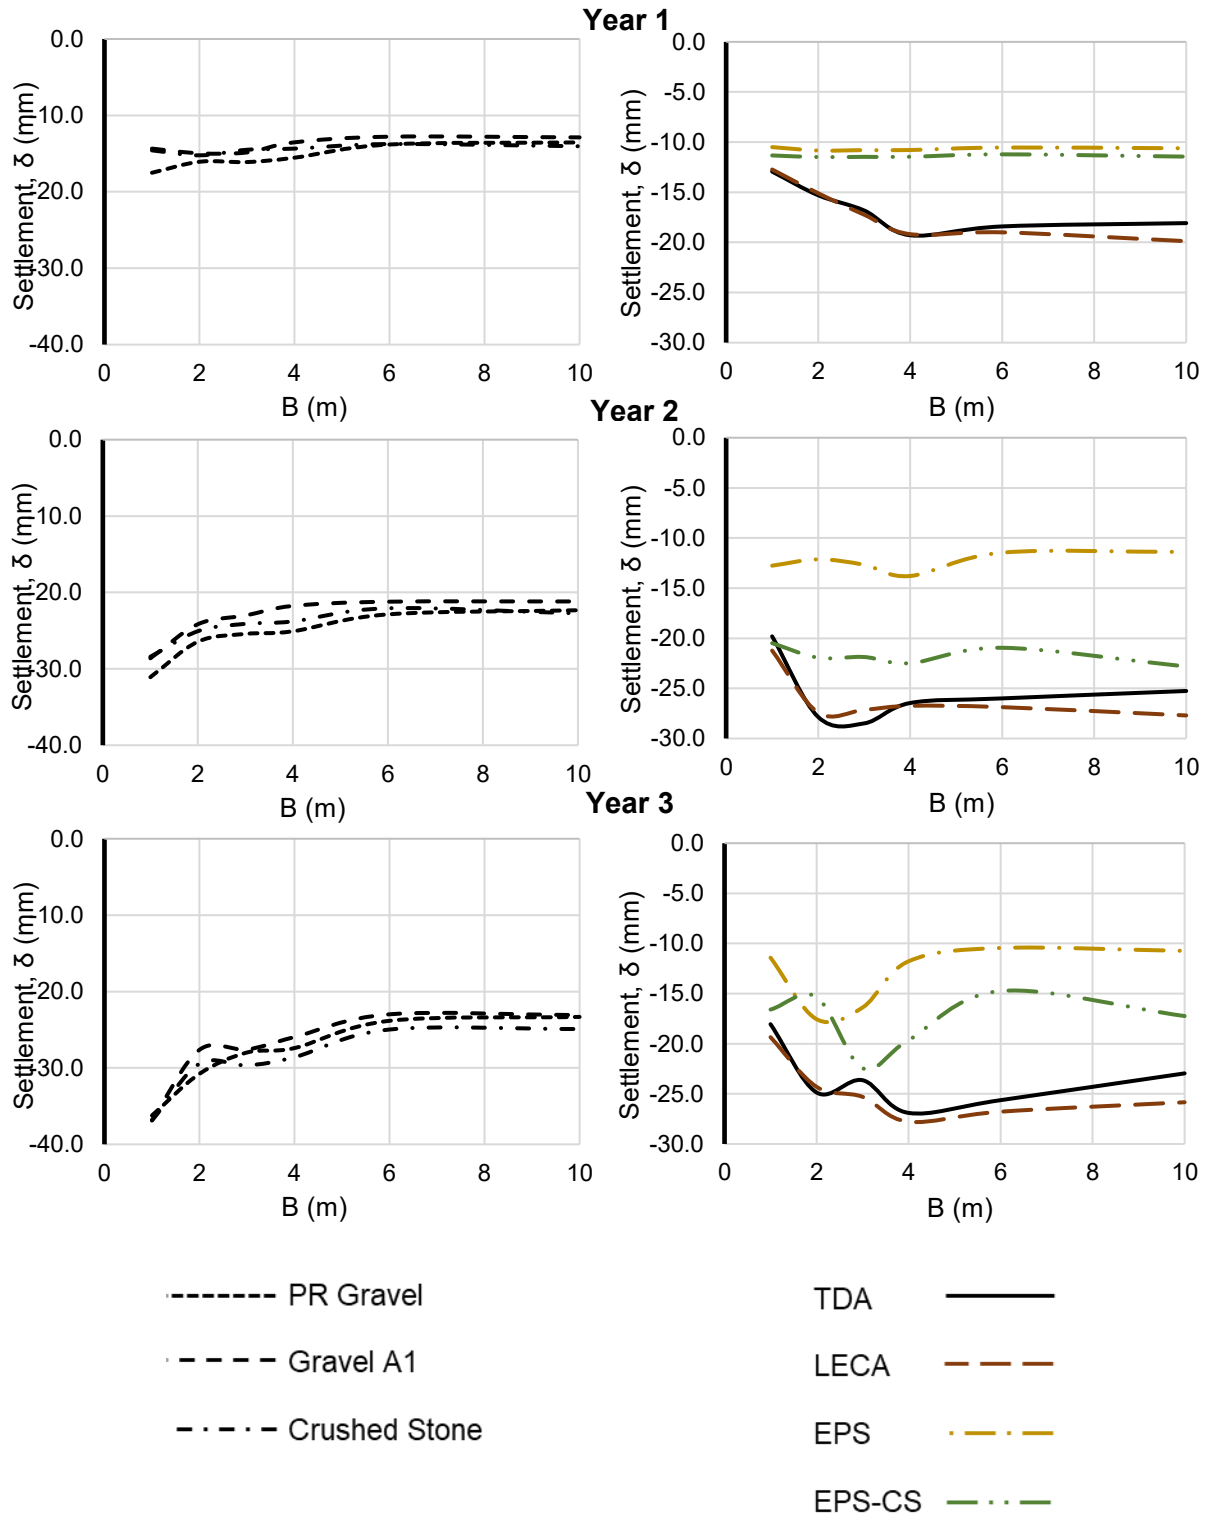 Year 1
0.0
-10.0
-20.0
-30.0
-40.0
Settlement, δ (mm)
0 2 4 6 8 10
B (m)
0.0
-5.0
-10.0
-15.0
-20.0
-25.0
-30.0
Settlement, δ (mm)
0 2 4 6 8 10
B (m)
Year 2
0.0
-10.0
-20.0
-30.0
-40.0
Settlement, δ (mm)
0 2 4 6 8 10
B (m)
0.0
-5.0
-10.0
-15.0
-20.0
-25.0
-30.0
Settlement, δ (mm)
0 2 4 6 8 10
B (m)
Year 3
0.0
-10.0
-20.0
-30.0
-40.0
Settlement, δ (mm)
0 2 4 6 8 10
B (m)
0.0
-5.0
-10.0
-15.0
-20.0
-25.0
-30.0
Settlement, δ (mm)
0 2 4 6 8 10
B (m)
PR Gravel
Gravel A1
Crushed Stone
TDA
LECA
EPS
EPS-CS